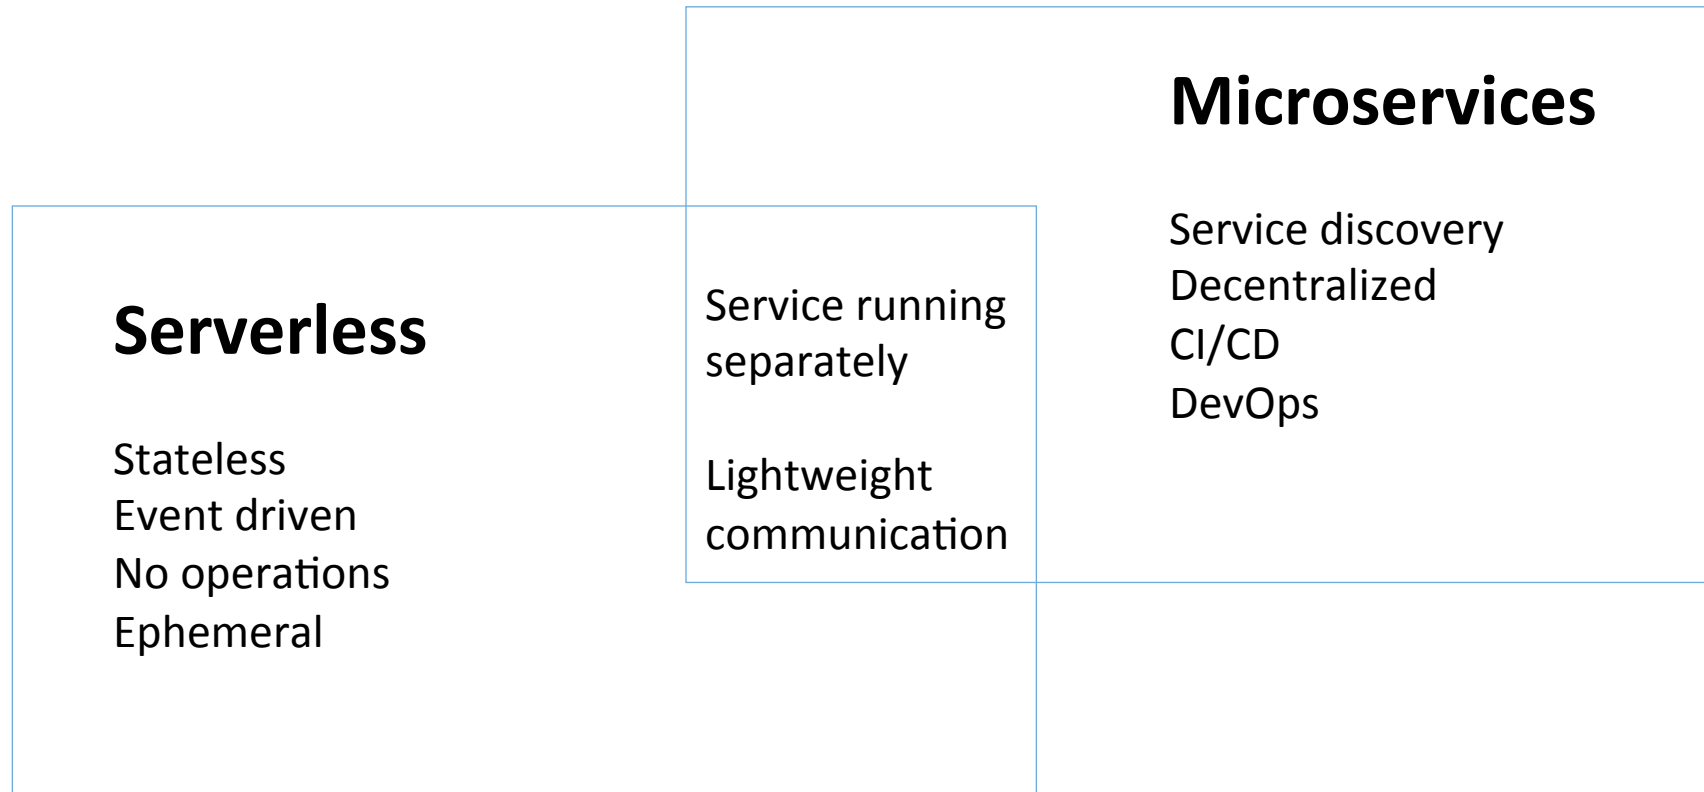 Microservices
Service discovery
Decentralized
CI/CD
DevOps
Serverless
Stateless
Event driven
No operations
Ephemeral
Service running
separately
Lightweight
communication